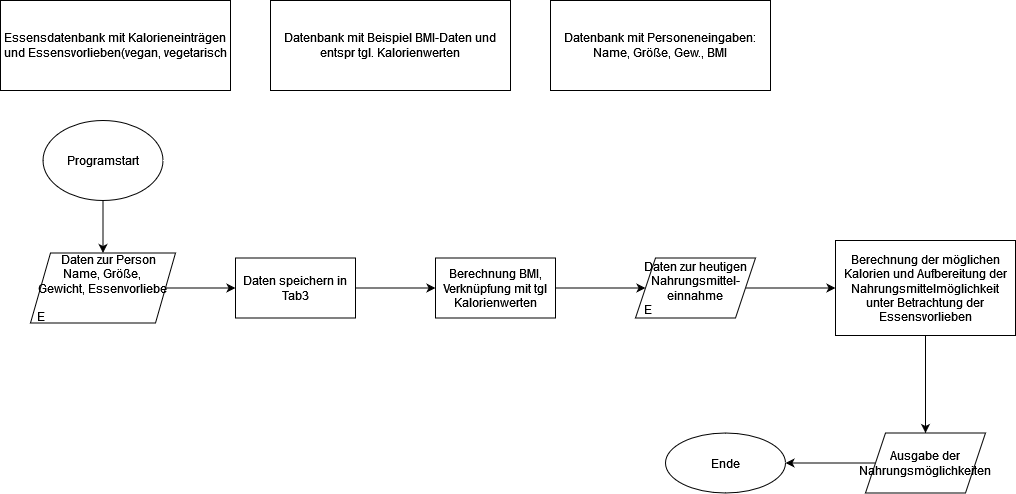 Essensdatenbank mit Kalorieneinträgen
und Essensvorlieben(vegan, vegetarisch
Datenbank mit Beispiel BMI-Daten und
entspr tgl. Kalorienwerten
Datenbank mit Personeneingaben:
Name, Größe, Gew., BMI
Programstart
Daten zur Person
Name, Größe,
Gewicht, Essenvorliebe
E
Daten speichern in
Tab3
Berechnung BMI,
Verknüpfung mit tgl
Kalorienwerten
Daten zur heutigen
Nahrungsmittel-
einnahme
E
Berechnung der möglichen
Kalorien und Aufbereitung der
Nahrungsmittelmöglichkeit
unter Betrachtung der
Essensvorlieben
Ausgabe der
Nahrungsmöglichkeiten
Ende